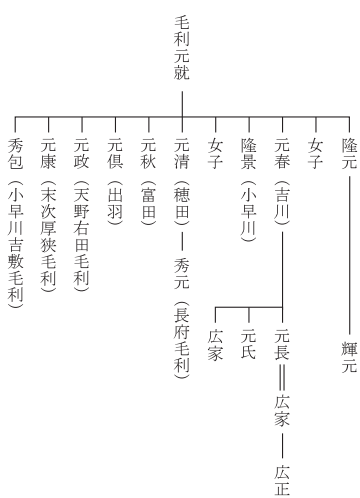 毛利元就
隆元
輝元
女子
元春（吉川）
元長
広家
広正
元氏
広家
隆景（小早川）
女子
元清（穂田）
秀元（長府毛利）
元秋（富田）
元倶（出羽）
元政（天野右田毛利）
元康（末次厚狭毛利）
秀包（小早川吉敷毛利）